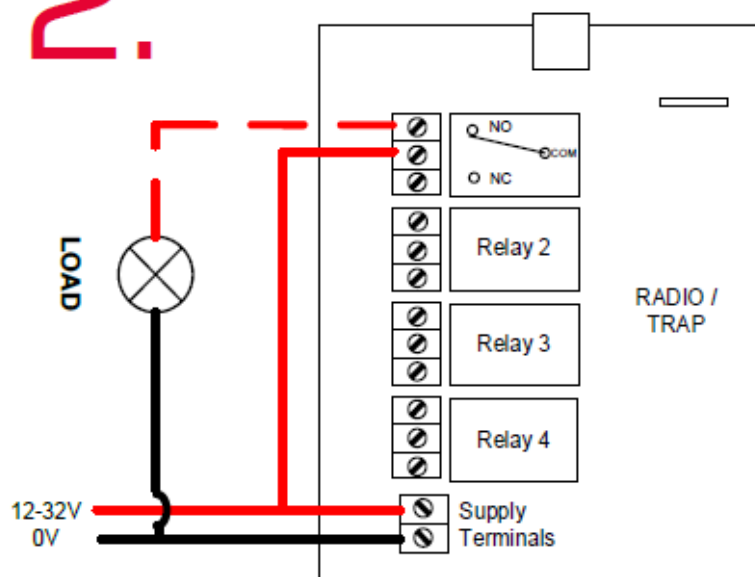 2.
NO
COM
NC
Relay 2
LOAD
RADIO /
TRAP
Relay 3
Relay 4
12-32V
Supply
0V
Terminals